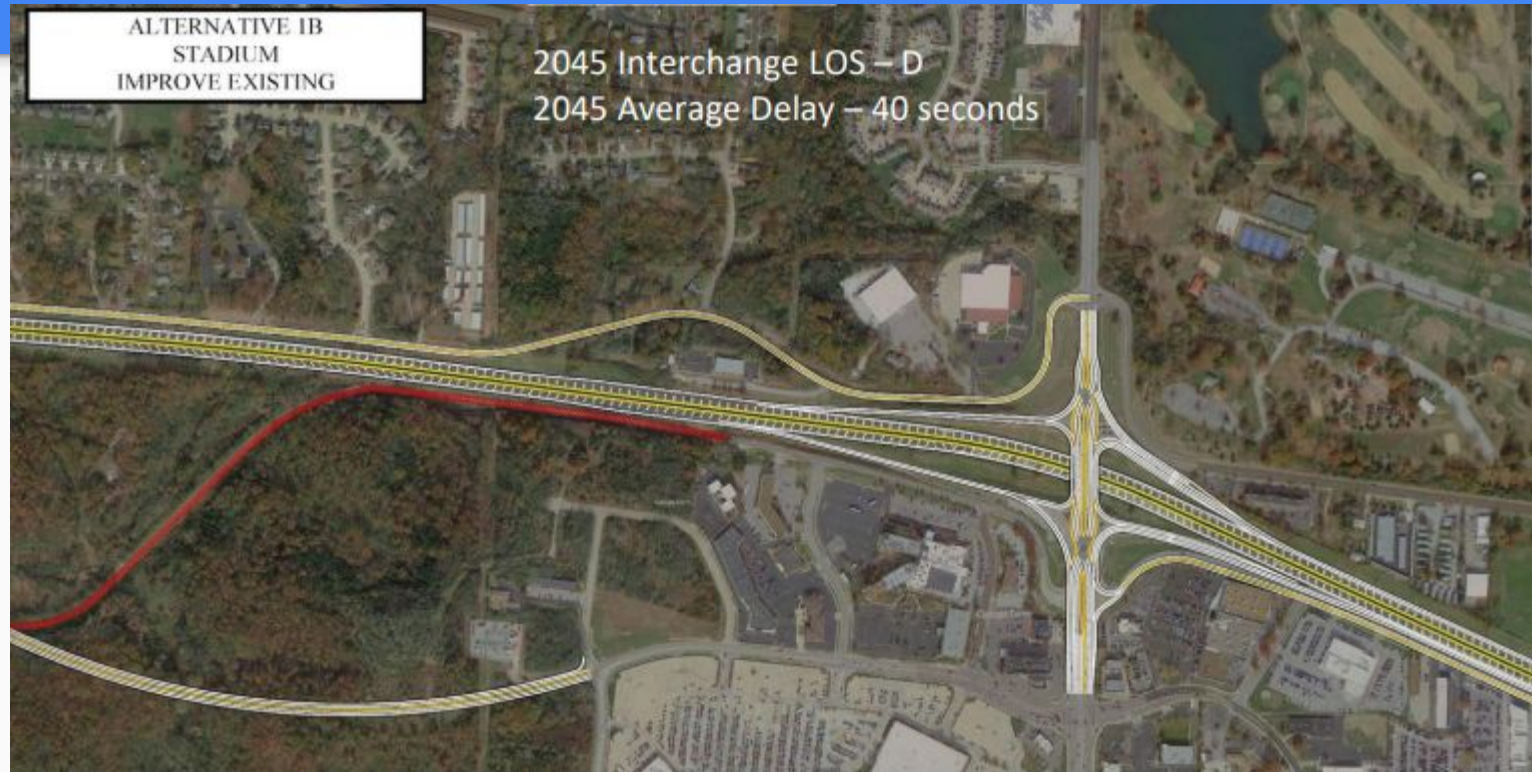 ALTERNATIVE 1B
STADIUM
IMPROVE EXISTING
2045 Interchange LOS – D
2045 Average Delay – 40 seconds